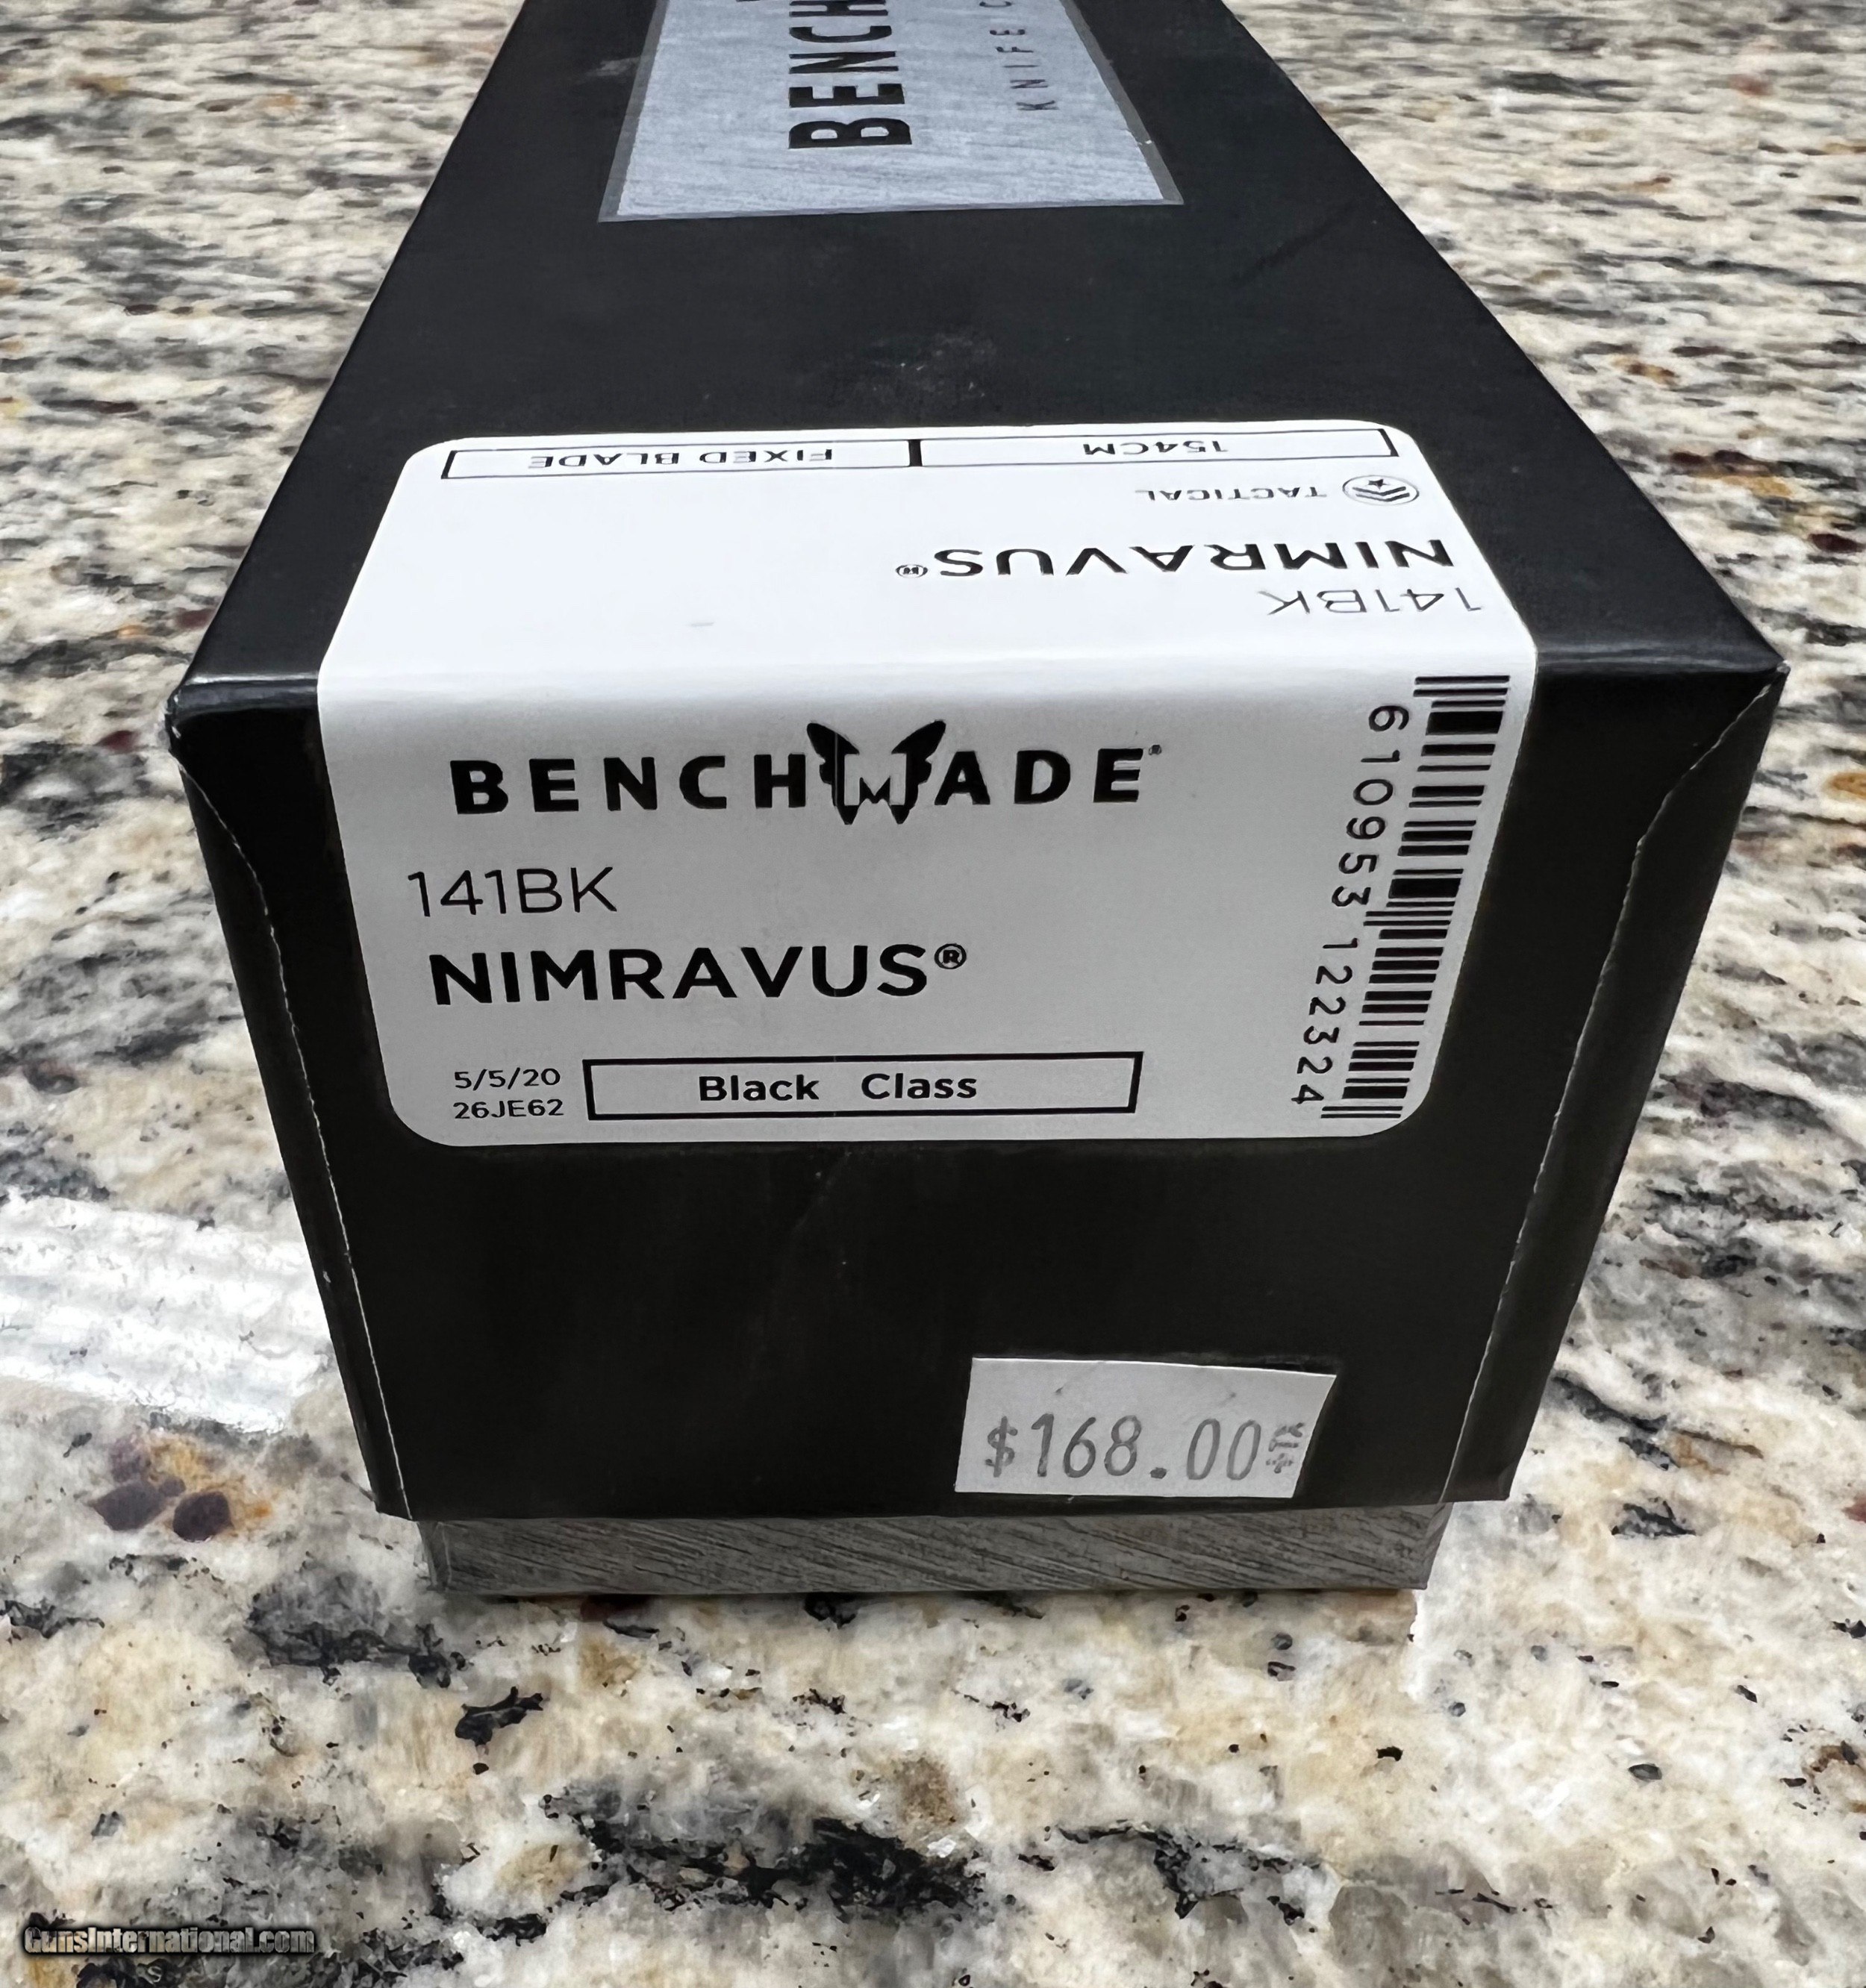 BENCH
KNIFE C
154CM FIXED BLADE
TACTICAL
NIMRAVUS®
141BK
BENCHMADE®
141BK
NIMRAVUS®
5/5/20
26JE62
Black Class
610953122324
$168.00
GunsInternational.com